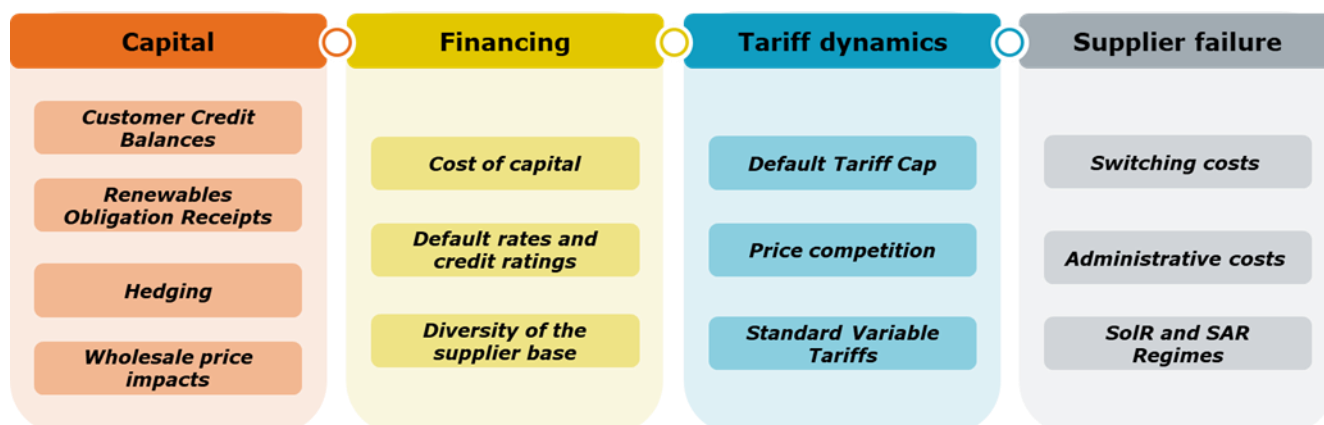 Capital
Customer Credit
Balances
Renewables
Obligation Receipts
Hedging
Wholesale price
impacts
Financing
Cost of capital
Default rates and
credit ratings
Diversity of the
supplier base
Tariff dynamics
Default Tariff Cap
Price competition
Standard Variable
Tariffs
Supplier failure
Switching costs
Administrative costs
SolR and SAR
Regimes